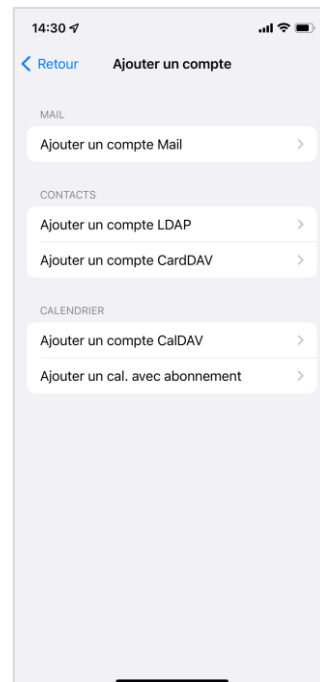 14:30
Retour Ajouter un compte
MAIL
Ajouter un compte Mail
CONTACTS
Ajouter un compte LDAP
Ajouter un compte CardDAV
CALENDRIER
Ajouter un compte CalDAV
Ajouter un cal. avec abonnement